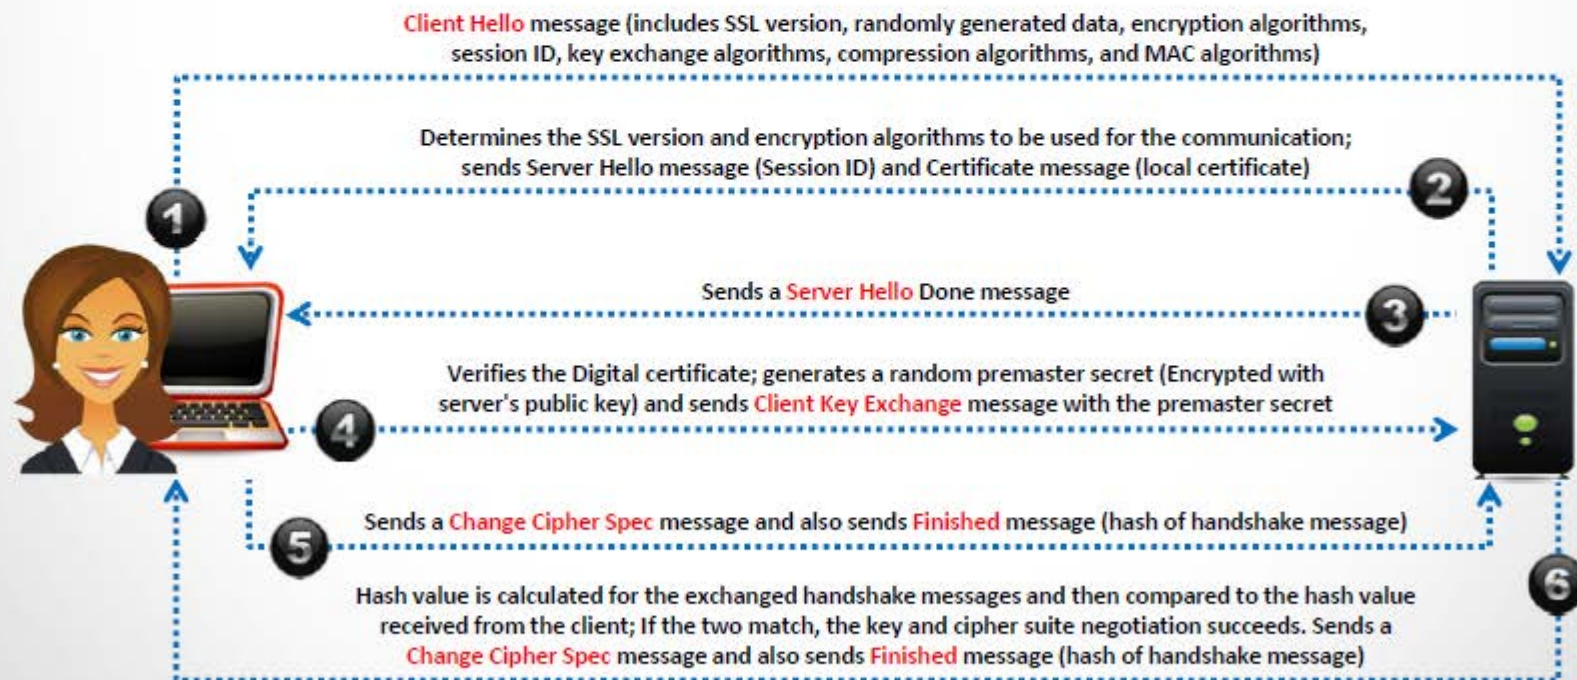 Client Hello message (includes SSL version, randomly generated data, encryption algorithms,
session ID, key exchange algorithms, compression algorithms, and MAC algorithms)
Determines the SSL version and encryption algorithms to be used for the communication;
sends Server Hello message (Session ID) and Certificate message (local certificate)
2
1
Sends a Server Hello Done message
3
Verifies the Digital certificate; generates a random premaster secret (Encrypted with
server's public key) and sends Client Key Exchange message with the premaster secret
4
Sends a Change Cipher Spec message and also sends Finished message (hash of handshake message)
5
6
Hash value is calculated for the exchanged handshake messages and then compared to the hash value
received from the client; If the two match, the key and cipher suite negotiation succeeds. Sends a
Change Cipher Spec message and also sends Finished message (hash of handshake message)